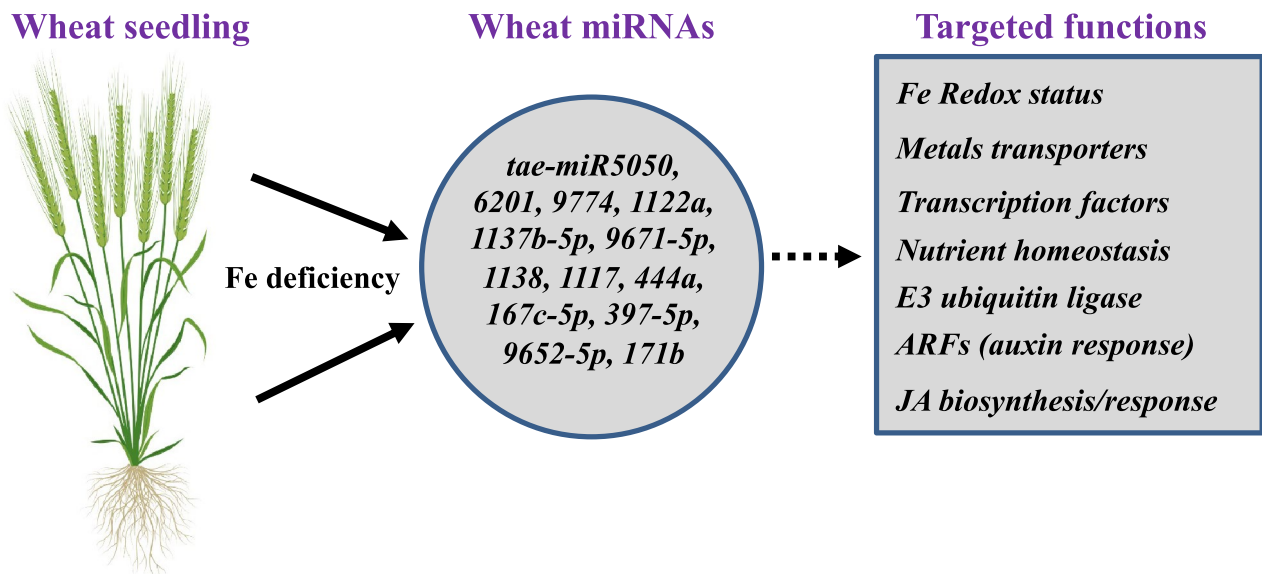 Wheat seedling
Wheat miRNAs
Targeted functions
Fe deficiency
tae-miR5050,
6201, 9774, 1122a,
1137b-5p, 9671-5p,
1138, 1117, 444a,
167c-5p, 397-5p,
9652-5p, 171b
Fe Redox status
Metals transporters
Transcription factors
Nutrient homeostasis
E3 ubiquitin ligase
ARFs (auxin response)
JA biosynthesis/response